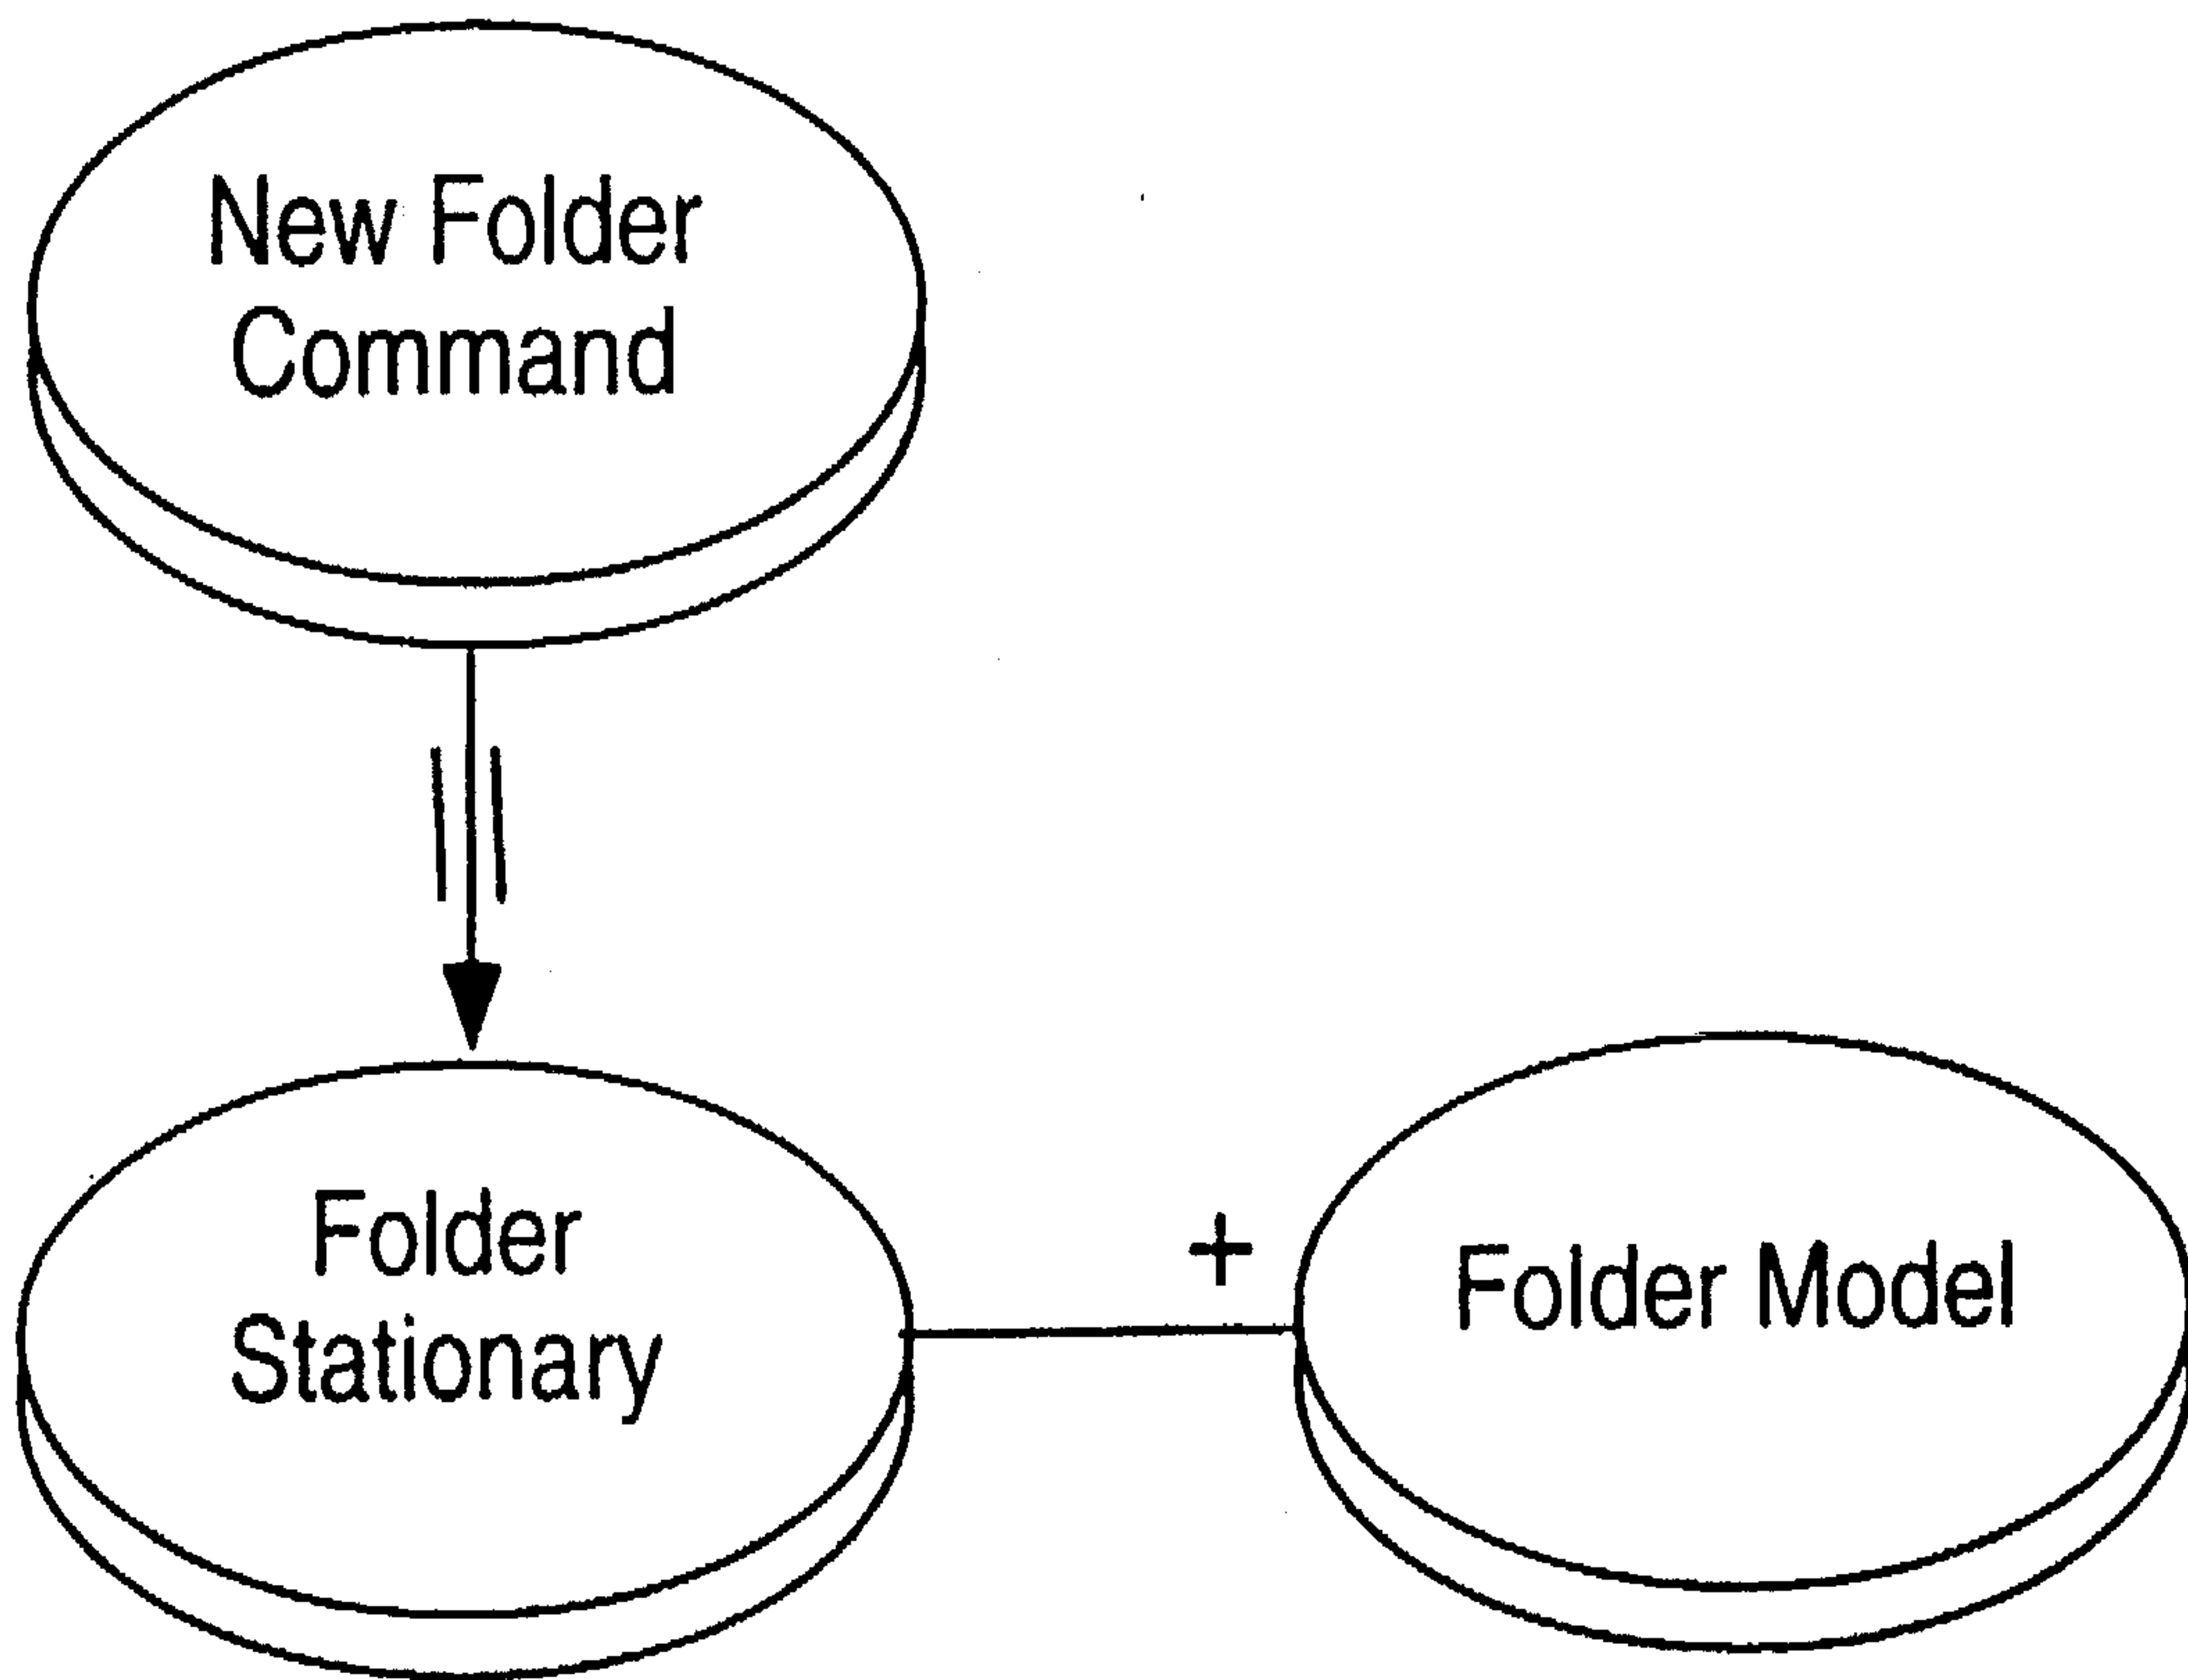 New Folder
Command
Folder
Stationary
+
Folder Model